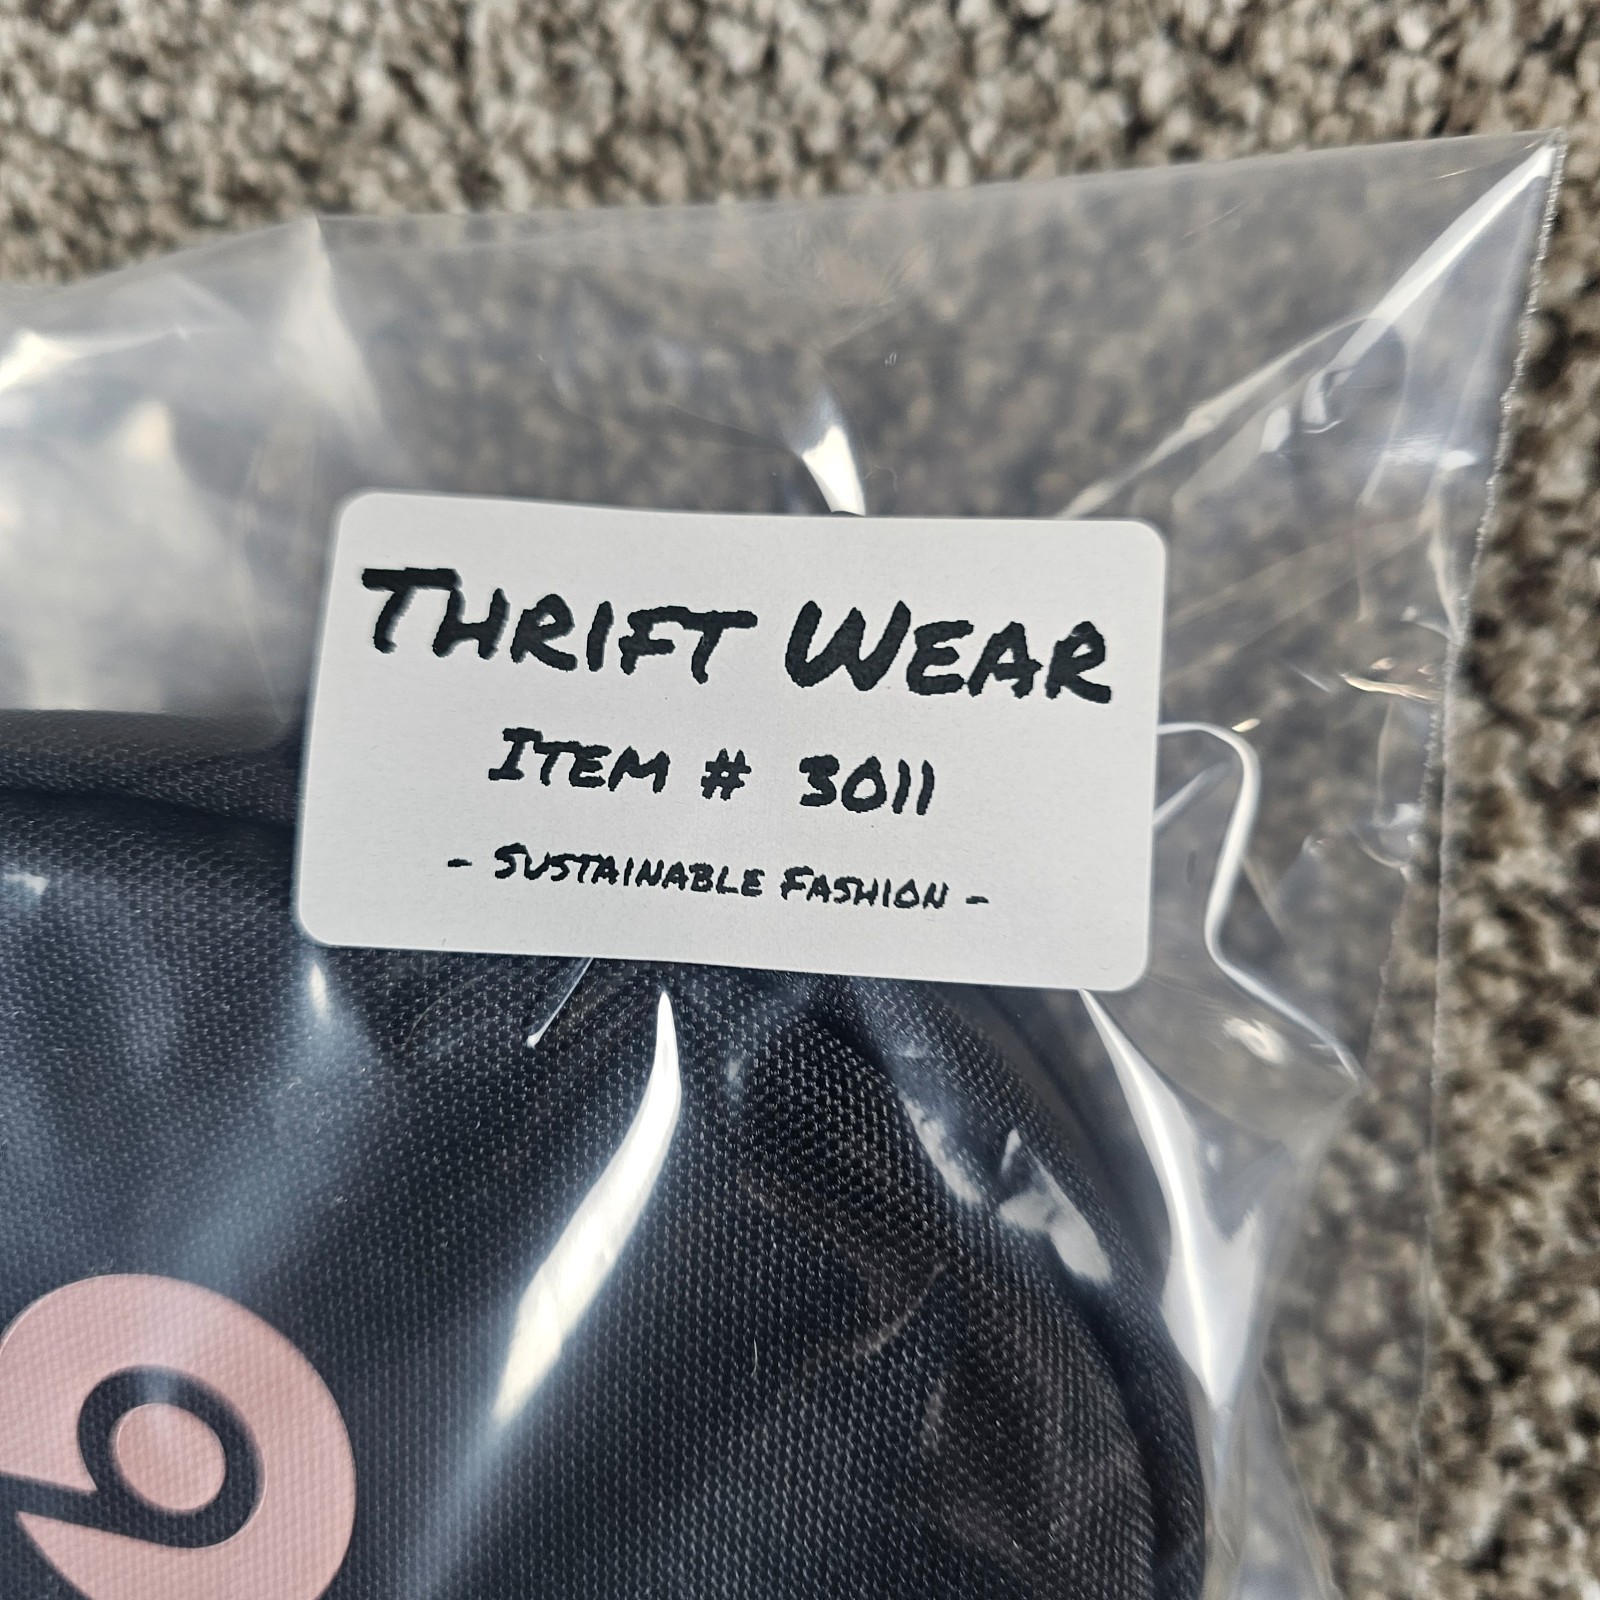 Thrift Wear
Item # 3011
- Sustainable Fashion -